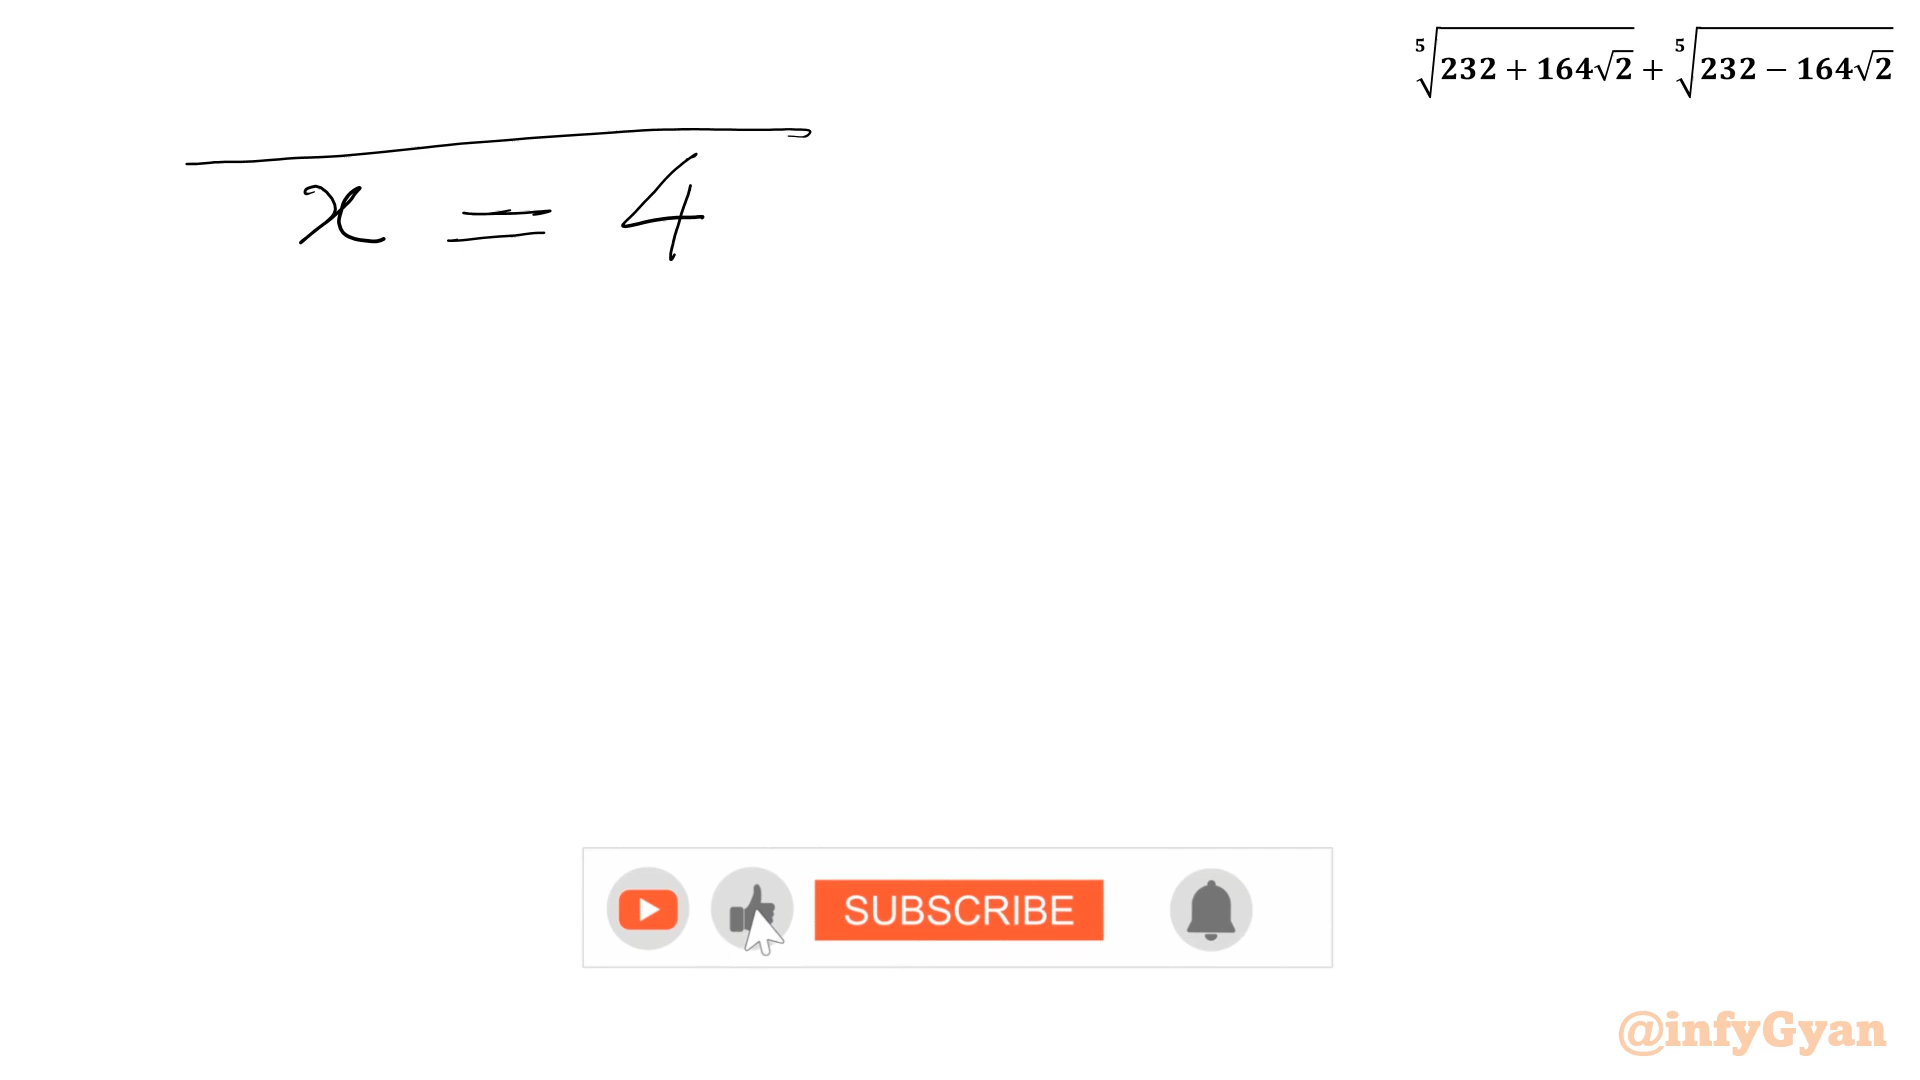 ⁵√(232 + 164√2) + ⁵√(232 − 164√2)
x = 4
SUBSCRIBE
@infyGyan